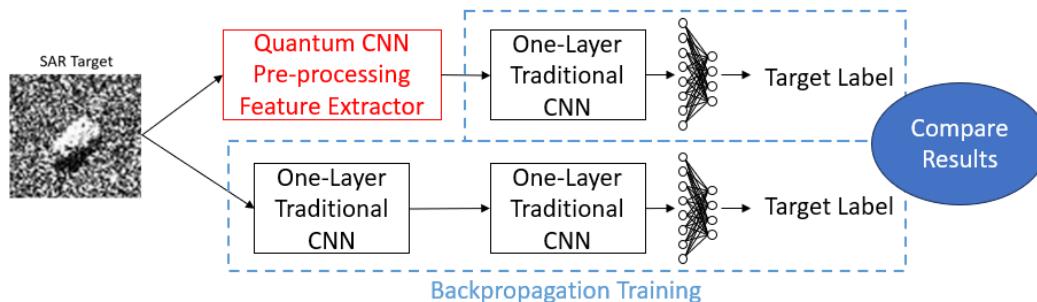 SAR Target
Quantum CNN
Pre-processing
Feature Extractor
One-Layer
Traditional
CNN
Target Label
Compare
Results
One-Layer
Traditional
CNN
One-Layer
Traditional
CNN
Target Label
Backpropagation Training